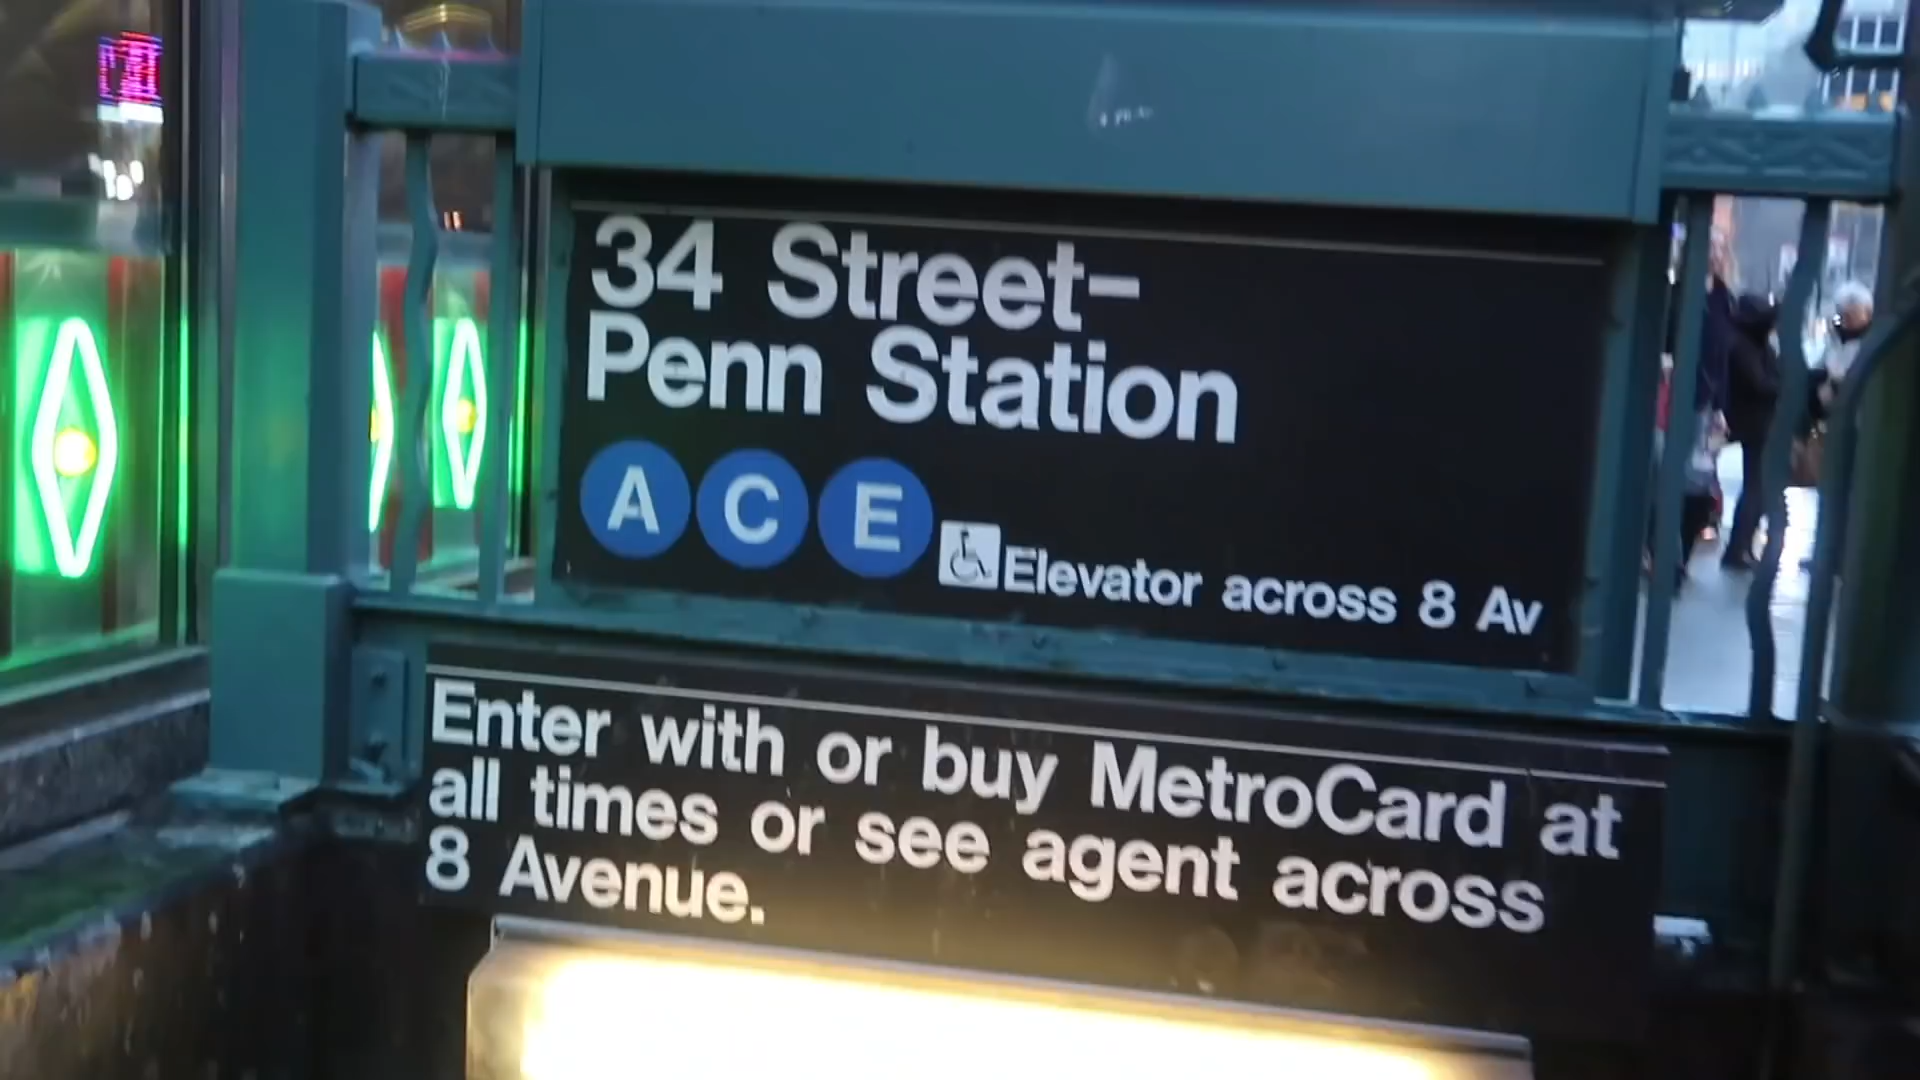 34 Street-
Penn Station
A C E Elevator across 8 Av
Enter with or buy MetroCard at
all times or see agent across
8 Avenue.